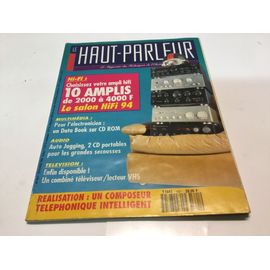 LE
HAUT-PARLEUR
Hi-Fi :
Choisissez votre ampli hifi
10 AMPLIS
de 2000 à 4000 F
Le salon HiFi 94
MULTIMÉDIA :
Pour l'électronicien :
un Data Book sur CD ROM
AUDIO
Auto Jogging, 2 CD portables
pour les grandes secousses
TELEVISION :
Enfin disponible !
Un combiné téléviseur/lecteur VHS
REALISATION : UN COMPOSEUR
TELEPHONIQUE INTELLIGENT